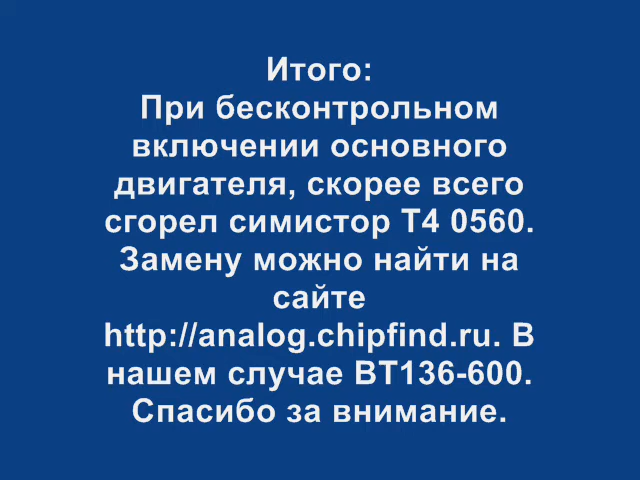 Итого:
При бесконтрольном
включении основного
двигателя, скорее всего
сгорел симистор Т4 0560.
Замену можно найти на
сайте
http://analog.chipfind.ru. В
нашем случае ВТ136-600.
Спасибо за внимание.